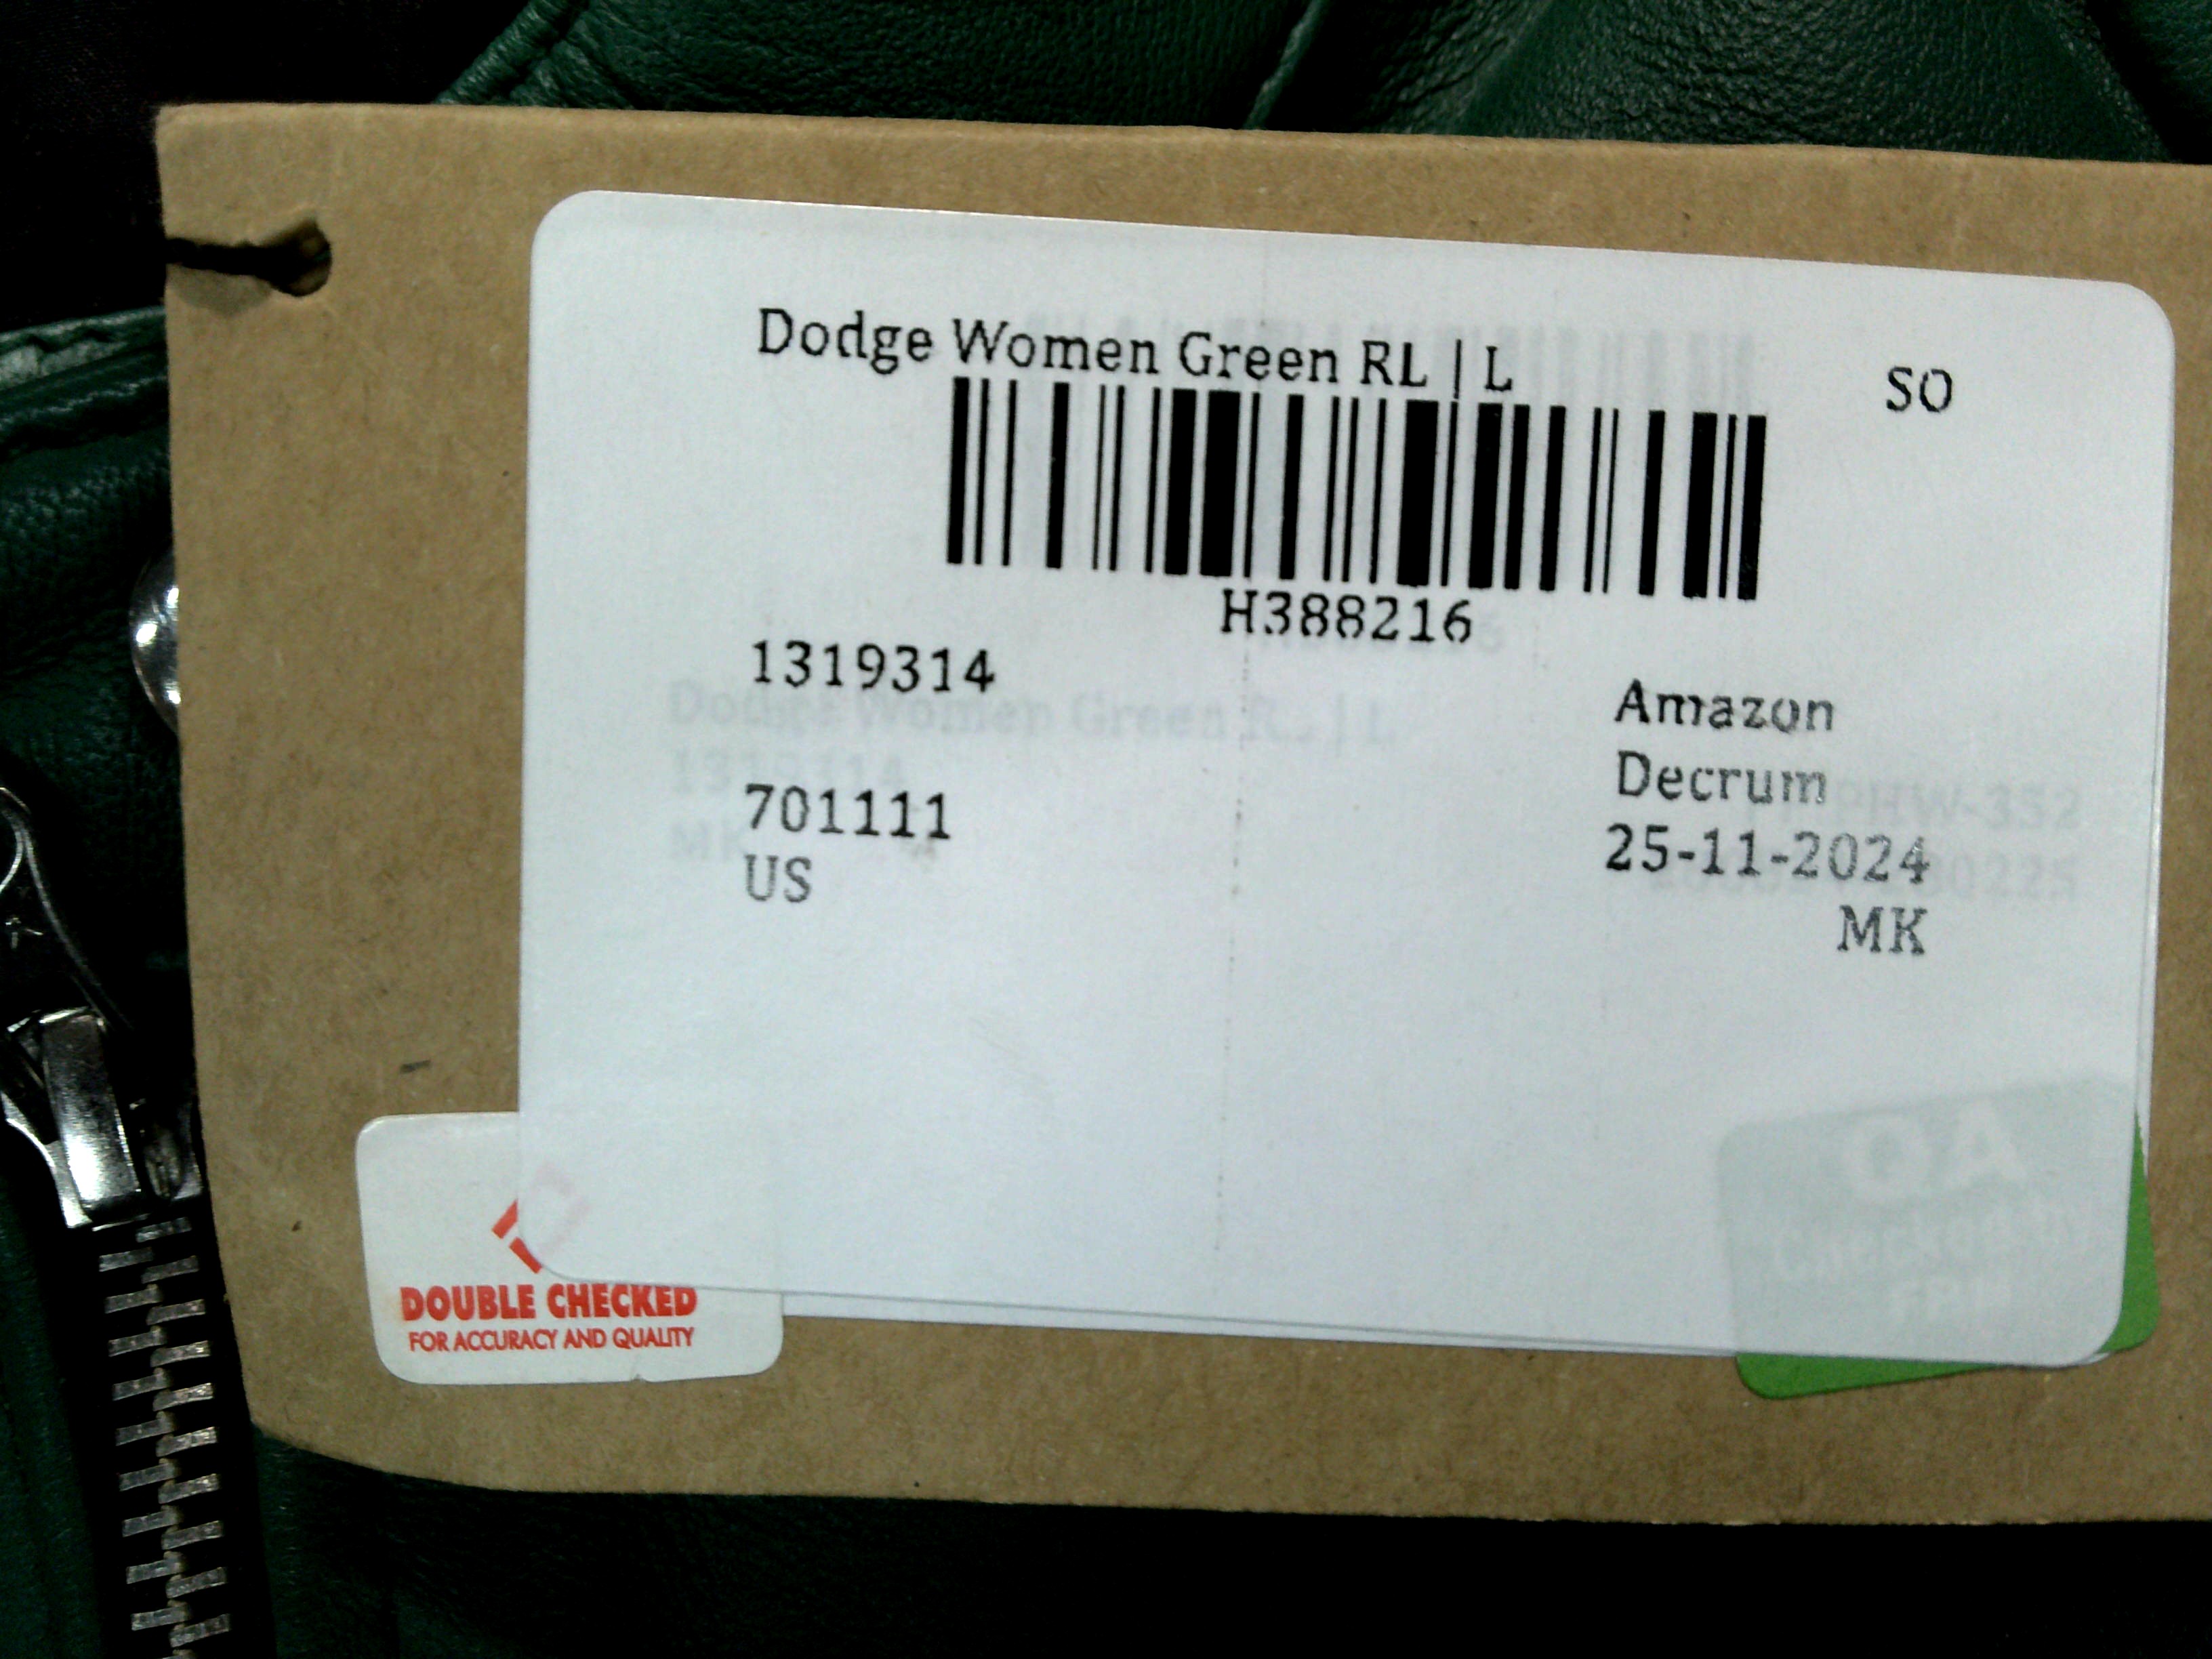 Dodge Women Green RL | L
SO
H388216
1319314
Amazon
Decrum
701111
25-11-2024
US
MK
QA
DOUBLE CHECKED
FOR ACCURACY AND QUALITY